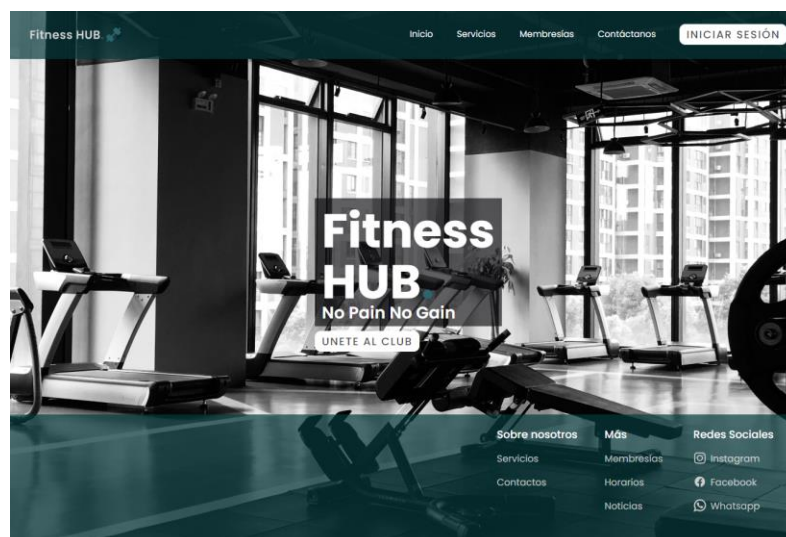 Fitness HUB.
Inicio Servicios Membresías Contáctanos INICIAR SESIÓN
Fitness
HUB.
No Pain No Gain
UNETE AL CLUB
Sobre nosotros Más Redes Sociales
Servicios Membresías Instagram
Contactos Horarios Facebook
Noticias Whatsapp